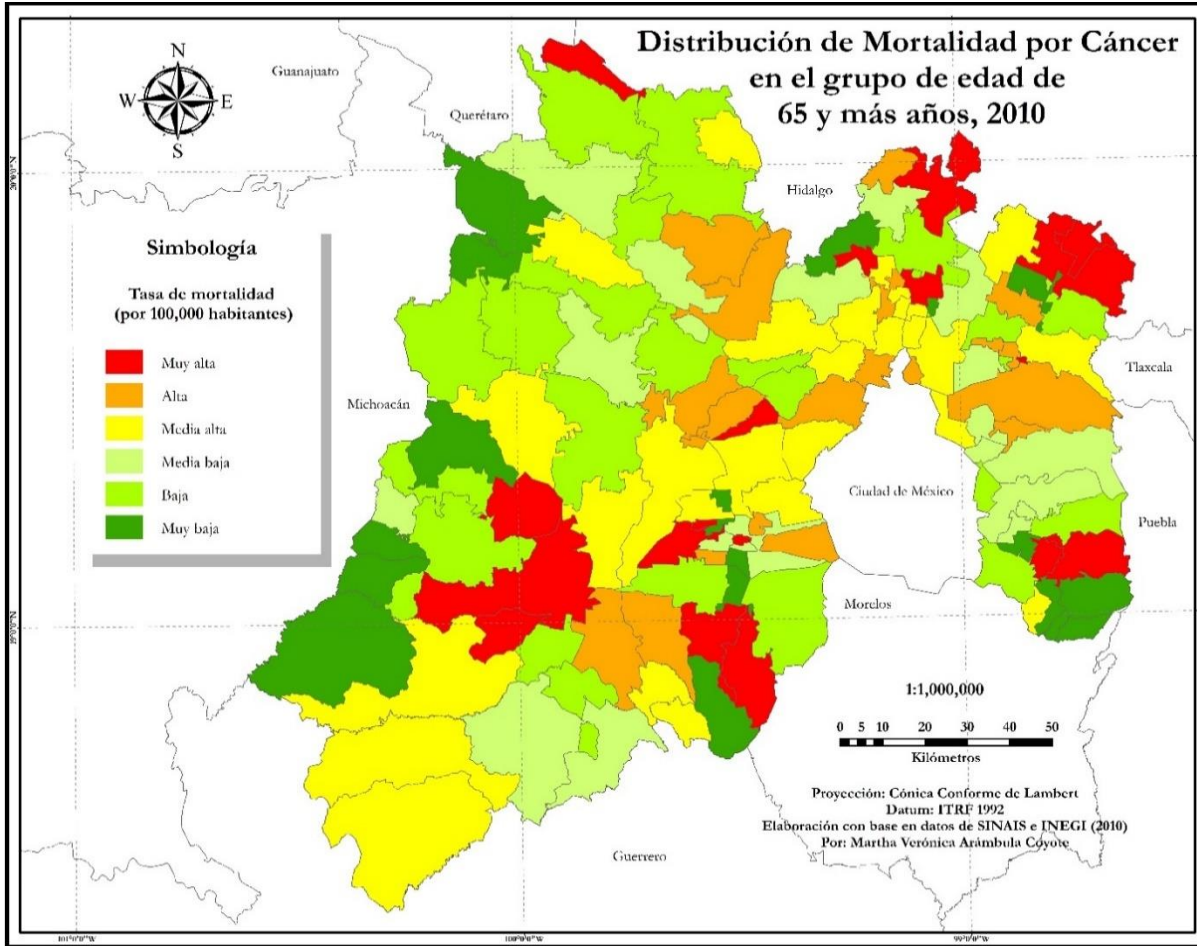 Distribución de Mortalidad por Cáncer
en el grupo de edad de
65 y más años, 2010
N
W
E
S
Guanajuato
Querétaro
Hidalgo
Simbología
Tasa de mortalidad
(por 100,000 habitantes)
Muy alta
Alta
Media alta
Media baja
Baja
Muy baja
Michoacán
Tlaxcala
Ciudad de México
Puebla
Morelos
Guerrero
1:1,000,000
0 5 10 20 30 40 50
Kilómetros
Proyección: Cónica Conforme de Lambert
Datum: ITRF 1992
Elaboración con base en datos de SINAIS e INEGI (2010)
Por: Martha Verónica Arámbula Coyote